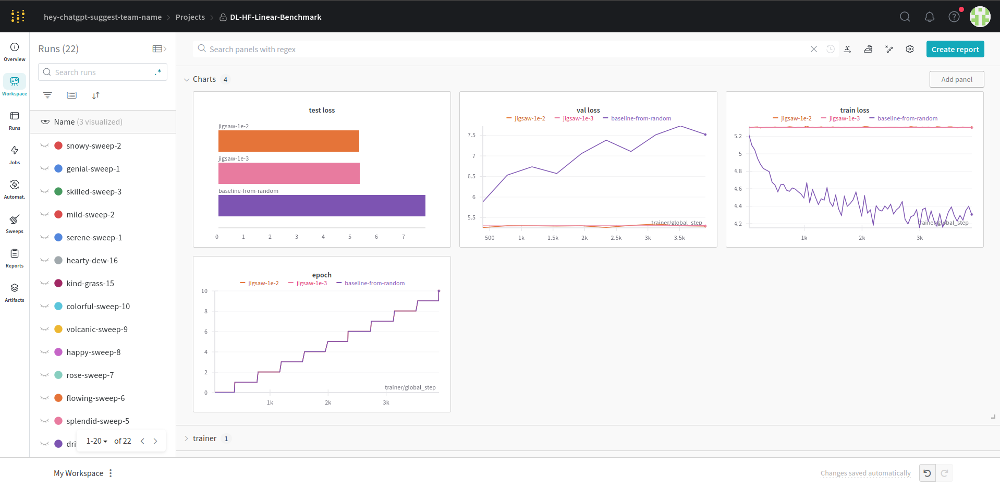 hey-chatgpt-suggest-team-name > Projects > DL-HF-Linear-Benchmark
Overview
Workspace
Runs
Jobs
Automat.
Sweeps
Reports
Artifacts
Runs (22)
Search runs
.*
Name (3 visualized)
snowy-sweep-2
genial-sweep-1
skilled-sweep-3
mild-sweep-2
serene-sweep-1
hearty-dew-16
kind-grass-15
colorful-sweep-10
volcanic-sweep-9
happy-sweep-8
rose-sweep-7
flowing-sweep-6
splendid-sweep-5
dri
1-20 of 22
Search panels with regex
Create report
Charts 4
Add panel
test loss
jigsaw-1e-2
jigsaw-1e-3
baseline-from-random
0 1 2 3 4 5 6 7
val loss
jigsaw-1e-2 jigsaw-1e-3 baseline-from-random
7.5
7
6.5
6
5.5
trainer/global_step
500 1k 1.5k 2k 2.5k 3k 3.5k
train loss
jigsaw-1e-2 jigsaw-1e-3 baseline-from-random
5.2
5
4.8
4.6
4.4
4.2
trainer/global_step
1k 2k 3k
epoch
jigsaw-1e-2 jigsaw-1e-3 baseline-from-random
10
8
6
4
2
0
trainer/global_step
1k 2k 3k
trainer 1
My Workspace
Changes saved automatically